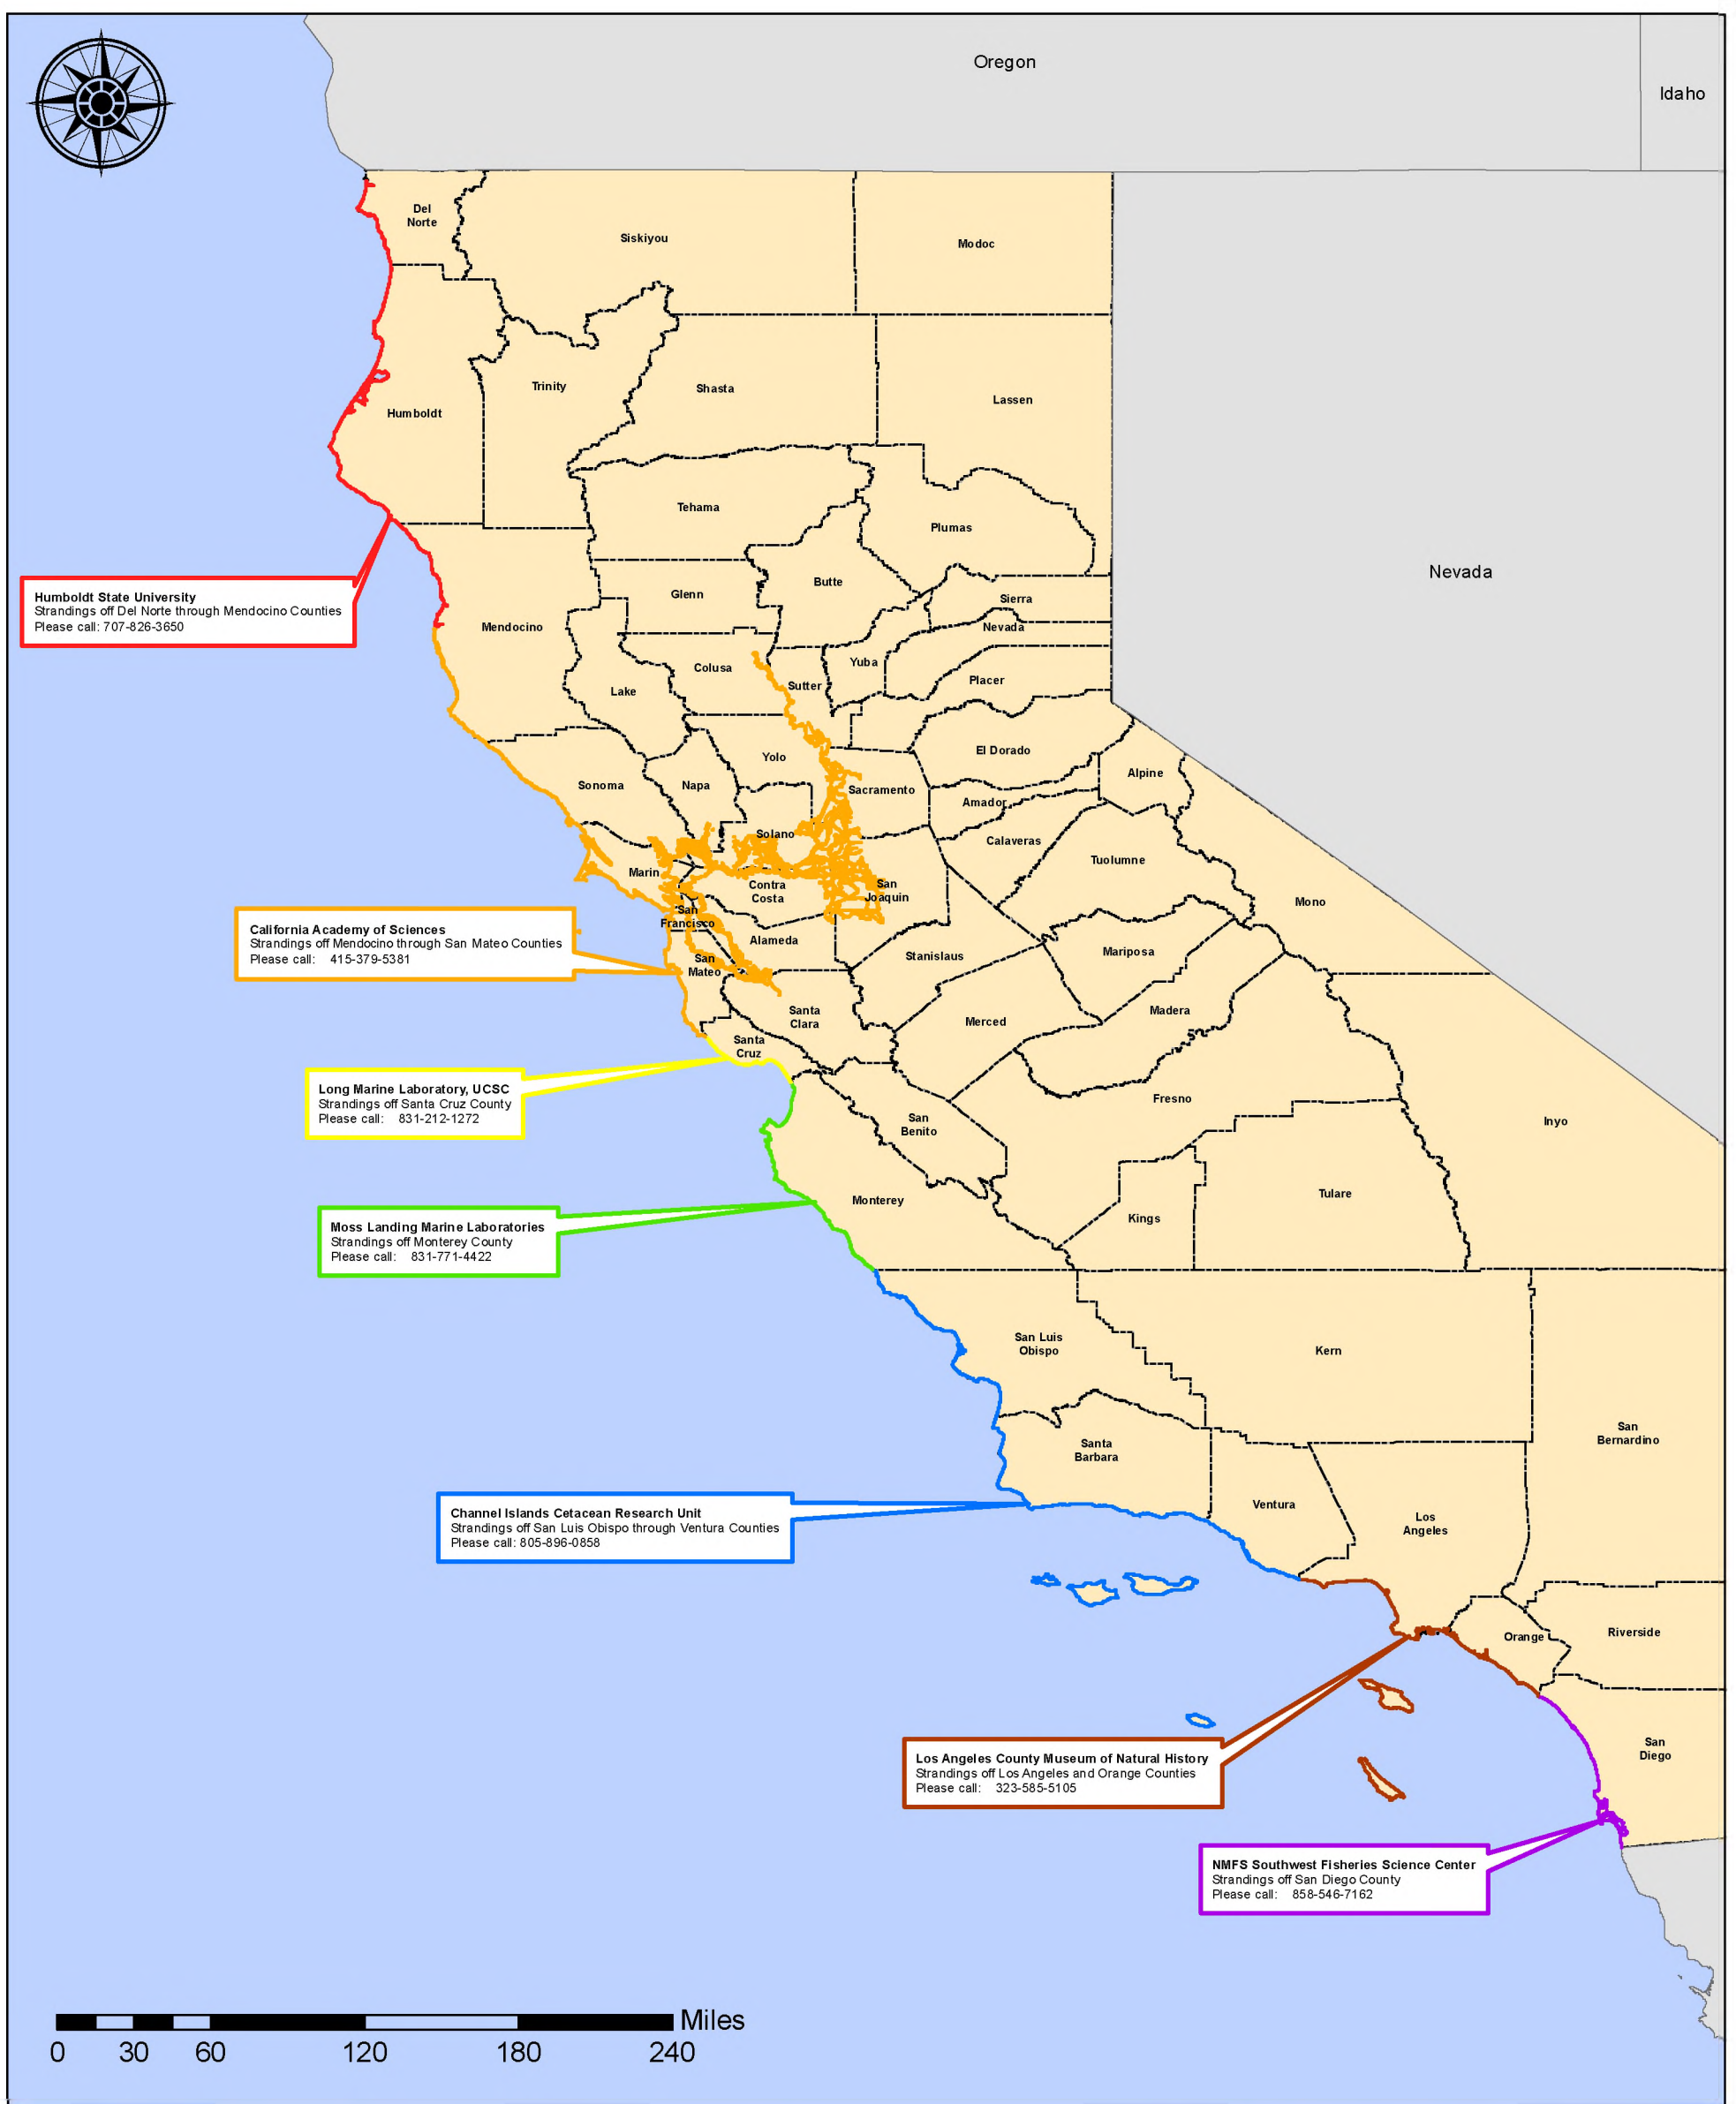 Oregon
Idaho
Del
Norte
Siskiyou
Modoc
Trinity
Shasta
Lassen
Humboldt
Tehama
Plumas
Nevada
Humboldt State University
Strandings off Del Norte through Mendocino Counties
Please call: 707-826-3650
Mendocino
Glenn
Butte
Sierra
Nevada
Colusa
Yuba
Lake
Sutter
Placer
El Dorado
Yolo
Alpine
Sonoma
Napa
Sacramento
Amador
Solano
Calaveras
Tuolumne
Marin
Contra
Costa
San
Joaquin
Mono
San
Francisco
California Academy of Sciences
Strandings off Mendocino through San Mateo Counties
Please call: 415-379-5381
Alameda
Stanislaus
Mariposa
San
Mateo
Santa
Clara
Merced
Madera
Santa
Cruz
Long Marine Laboratory, UCSC
Strandings off Santa Cruz County
Please call: 831-212-1272
San
Benito
Fresno
Inyo
Monterey
Kings
Tulare
Moss Landing Marine Laboratories
Strandings off Monterey County
Please call: 831-771-4422
San Luis
Obispo
Kern
San
Bernardino
Santa
Barbara
Ventura
Los
Angeles
Channel Islands Cetacean Research Unit
Strandings off San Luis Obispo through Ventura Counties
Please call: 805-896-0858
Orange
Riverside
San
Diego
Los Angeles County Museum of Natural History
Strandings off Los Angeles and Orange Counties
Please call: 323-585-5105
NMFS Southwest Fisheries Science Center
Strandings off San Diego County
Please call: 858-546-7162
Miles
0 30 60 120 180 240